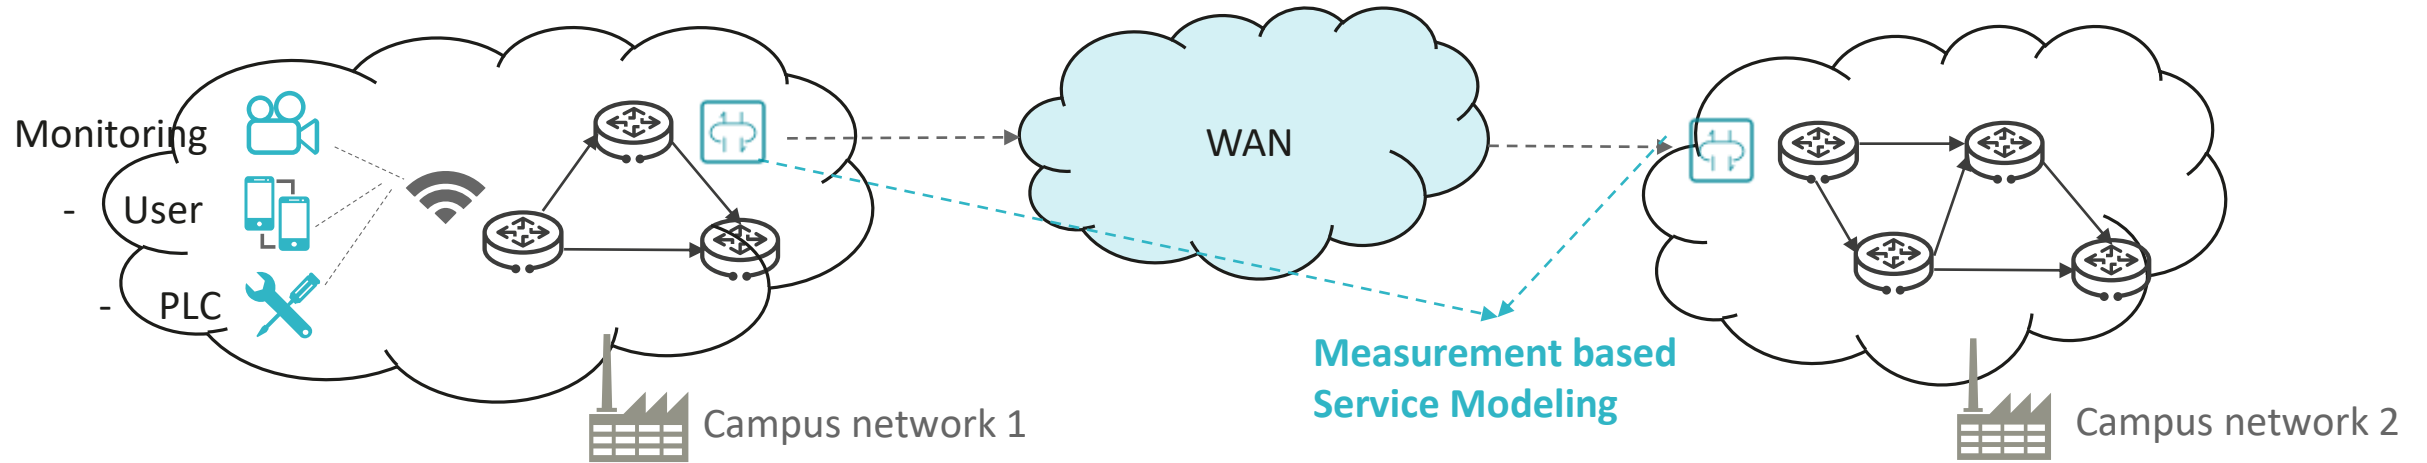 Monitoring
- User
- PLC
WAN
Measurement based
Service Modeling
Campus network 1
Campus network 2